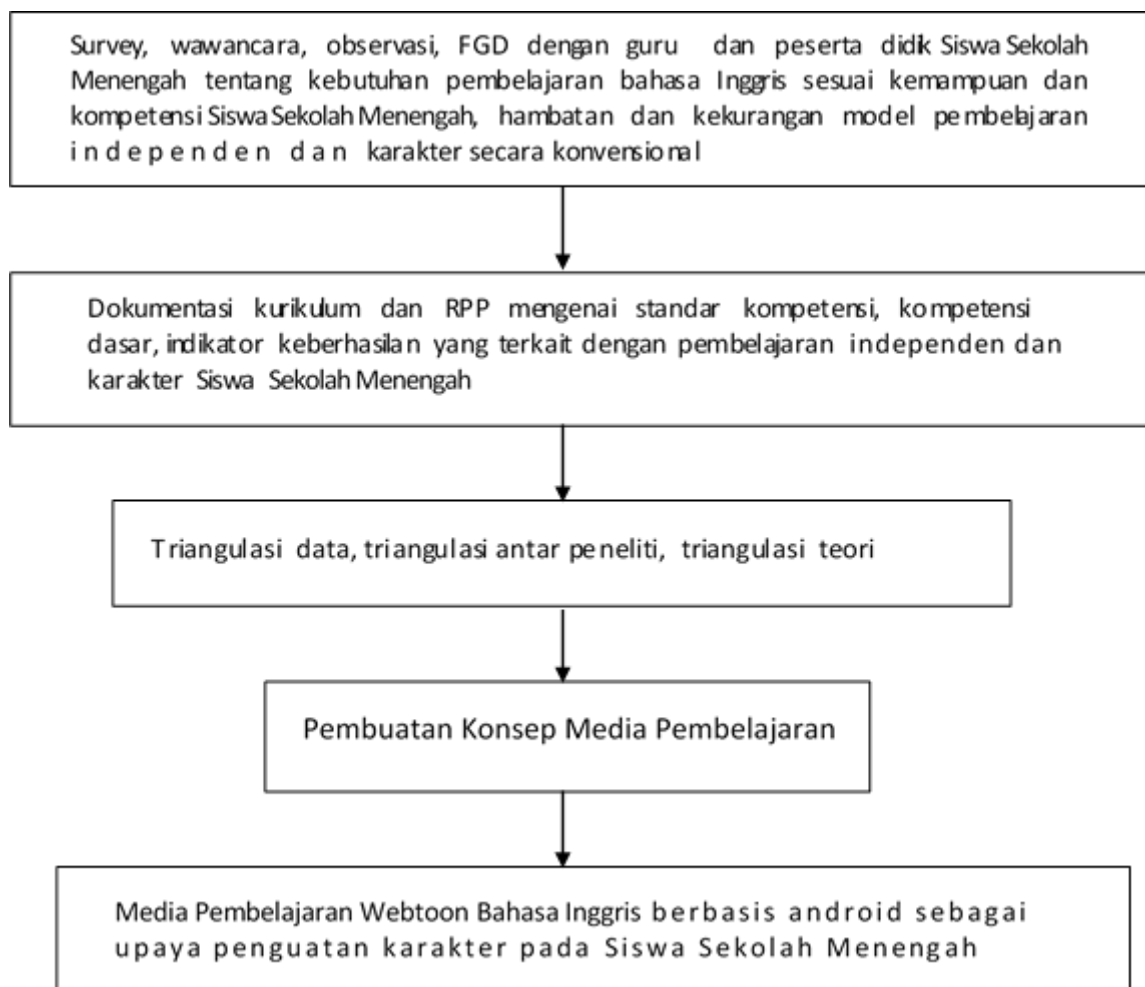 Survey, wawancara, observasi, FGD dengan guru dan peserta didik Siswa Sekolah
Menengah tentang kebutuhan pembelajaran bahasa Inggris sesuai kemampuan dan
kompetensi Siswa Sekolah Menengah, hambatan dan kekurangan model pembelajaran
independen dan karakter secara konvensional
Dokumentasi kurikulum dan RPP mengenai standar kompetensi, kompetensi
dasar, indikator keberhasilan yang terkait dengan pembelajaran independen dan
karakter Siswa Sekolah Menengah
Triangulasi data, triangulasi antar peneliti, triangulasi teori
Pembuatan Konsep Media Pembelajaran
Media Pembelajaran Webtoon Bahasa Inggris berbasis android sebagai
upaya penguatan karakter pada Siswa Sekolah Menengah